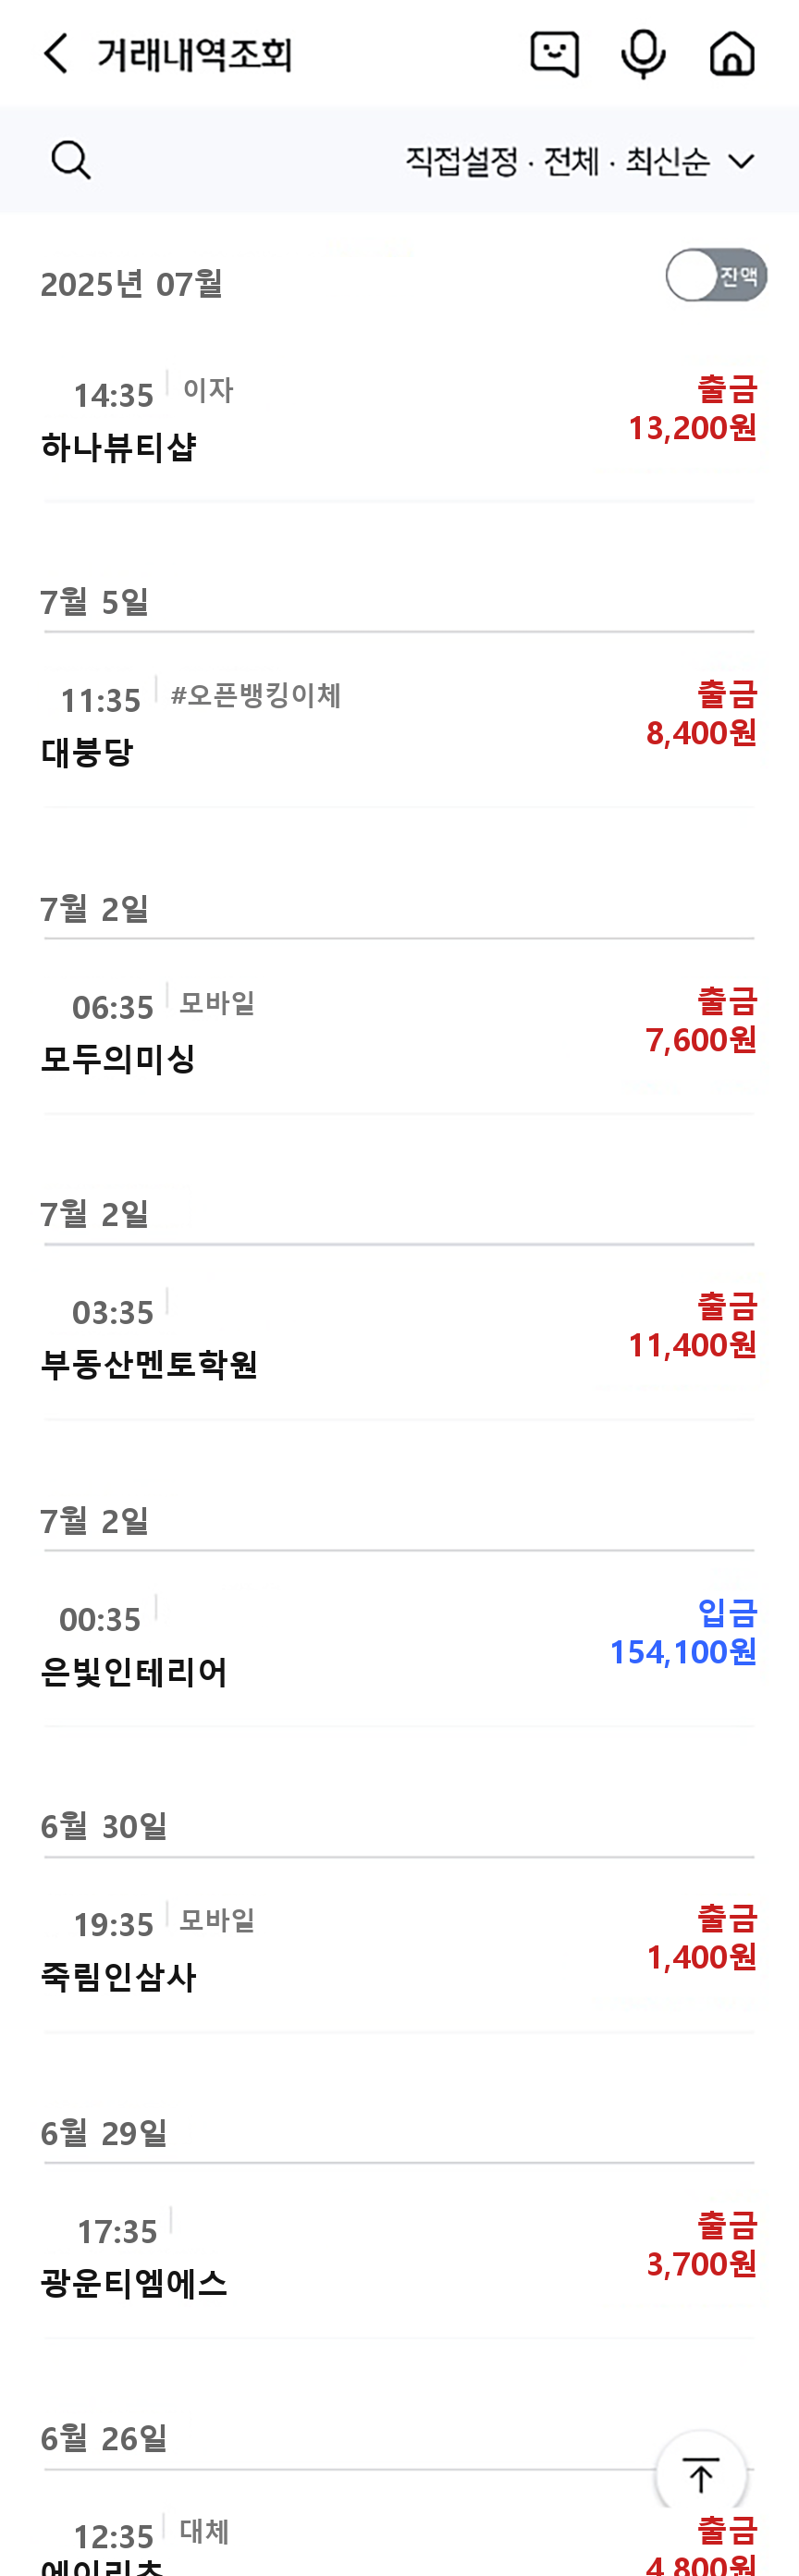 거래내역조회
직접설정 · 전체 · 최신순
2025년 07월
잔액
14:35 이자
출금
하나뷰티샵
13,200원
7월 5일
11:35 #오픈뱅킹이체
출금
대붕당
8,400원
7월 2일
06:35 모바일
출금
모두의미싱
7,600원
7월 2일
03:35
출금
부동산멘토학원
11,400원
7월 2일
00:35
입금
은빛인테리어
154,100원
6월 30일
19:35 모바일
출금
죽림인삼사
1,400원
6월 29일
17:35
출금
광운티엠에스
3,700원
6월 26일
12:35 대체
출금
4,800원